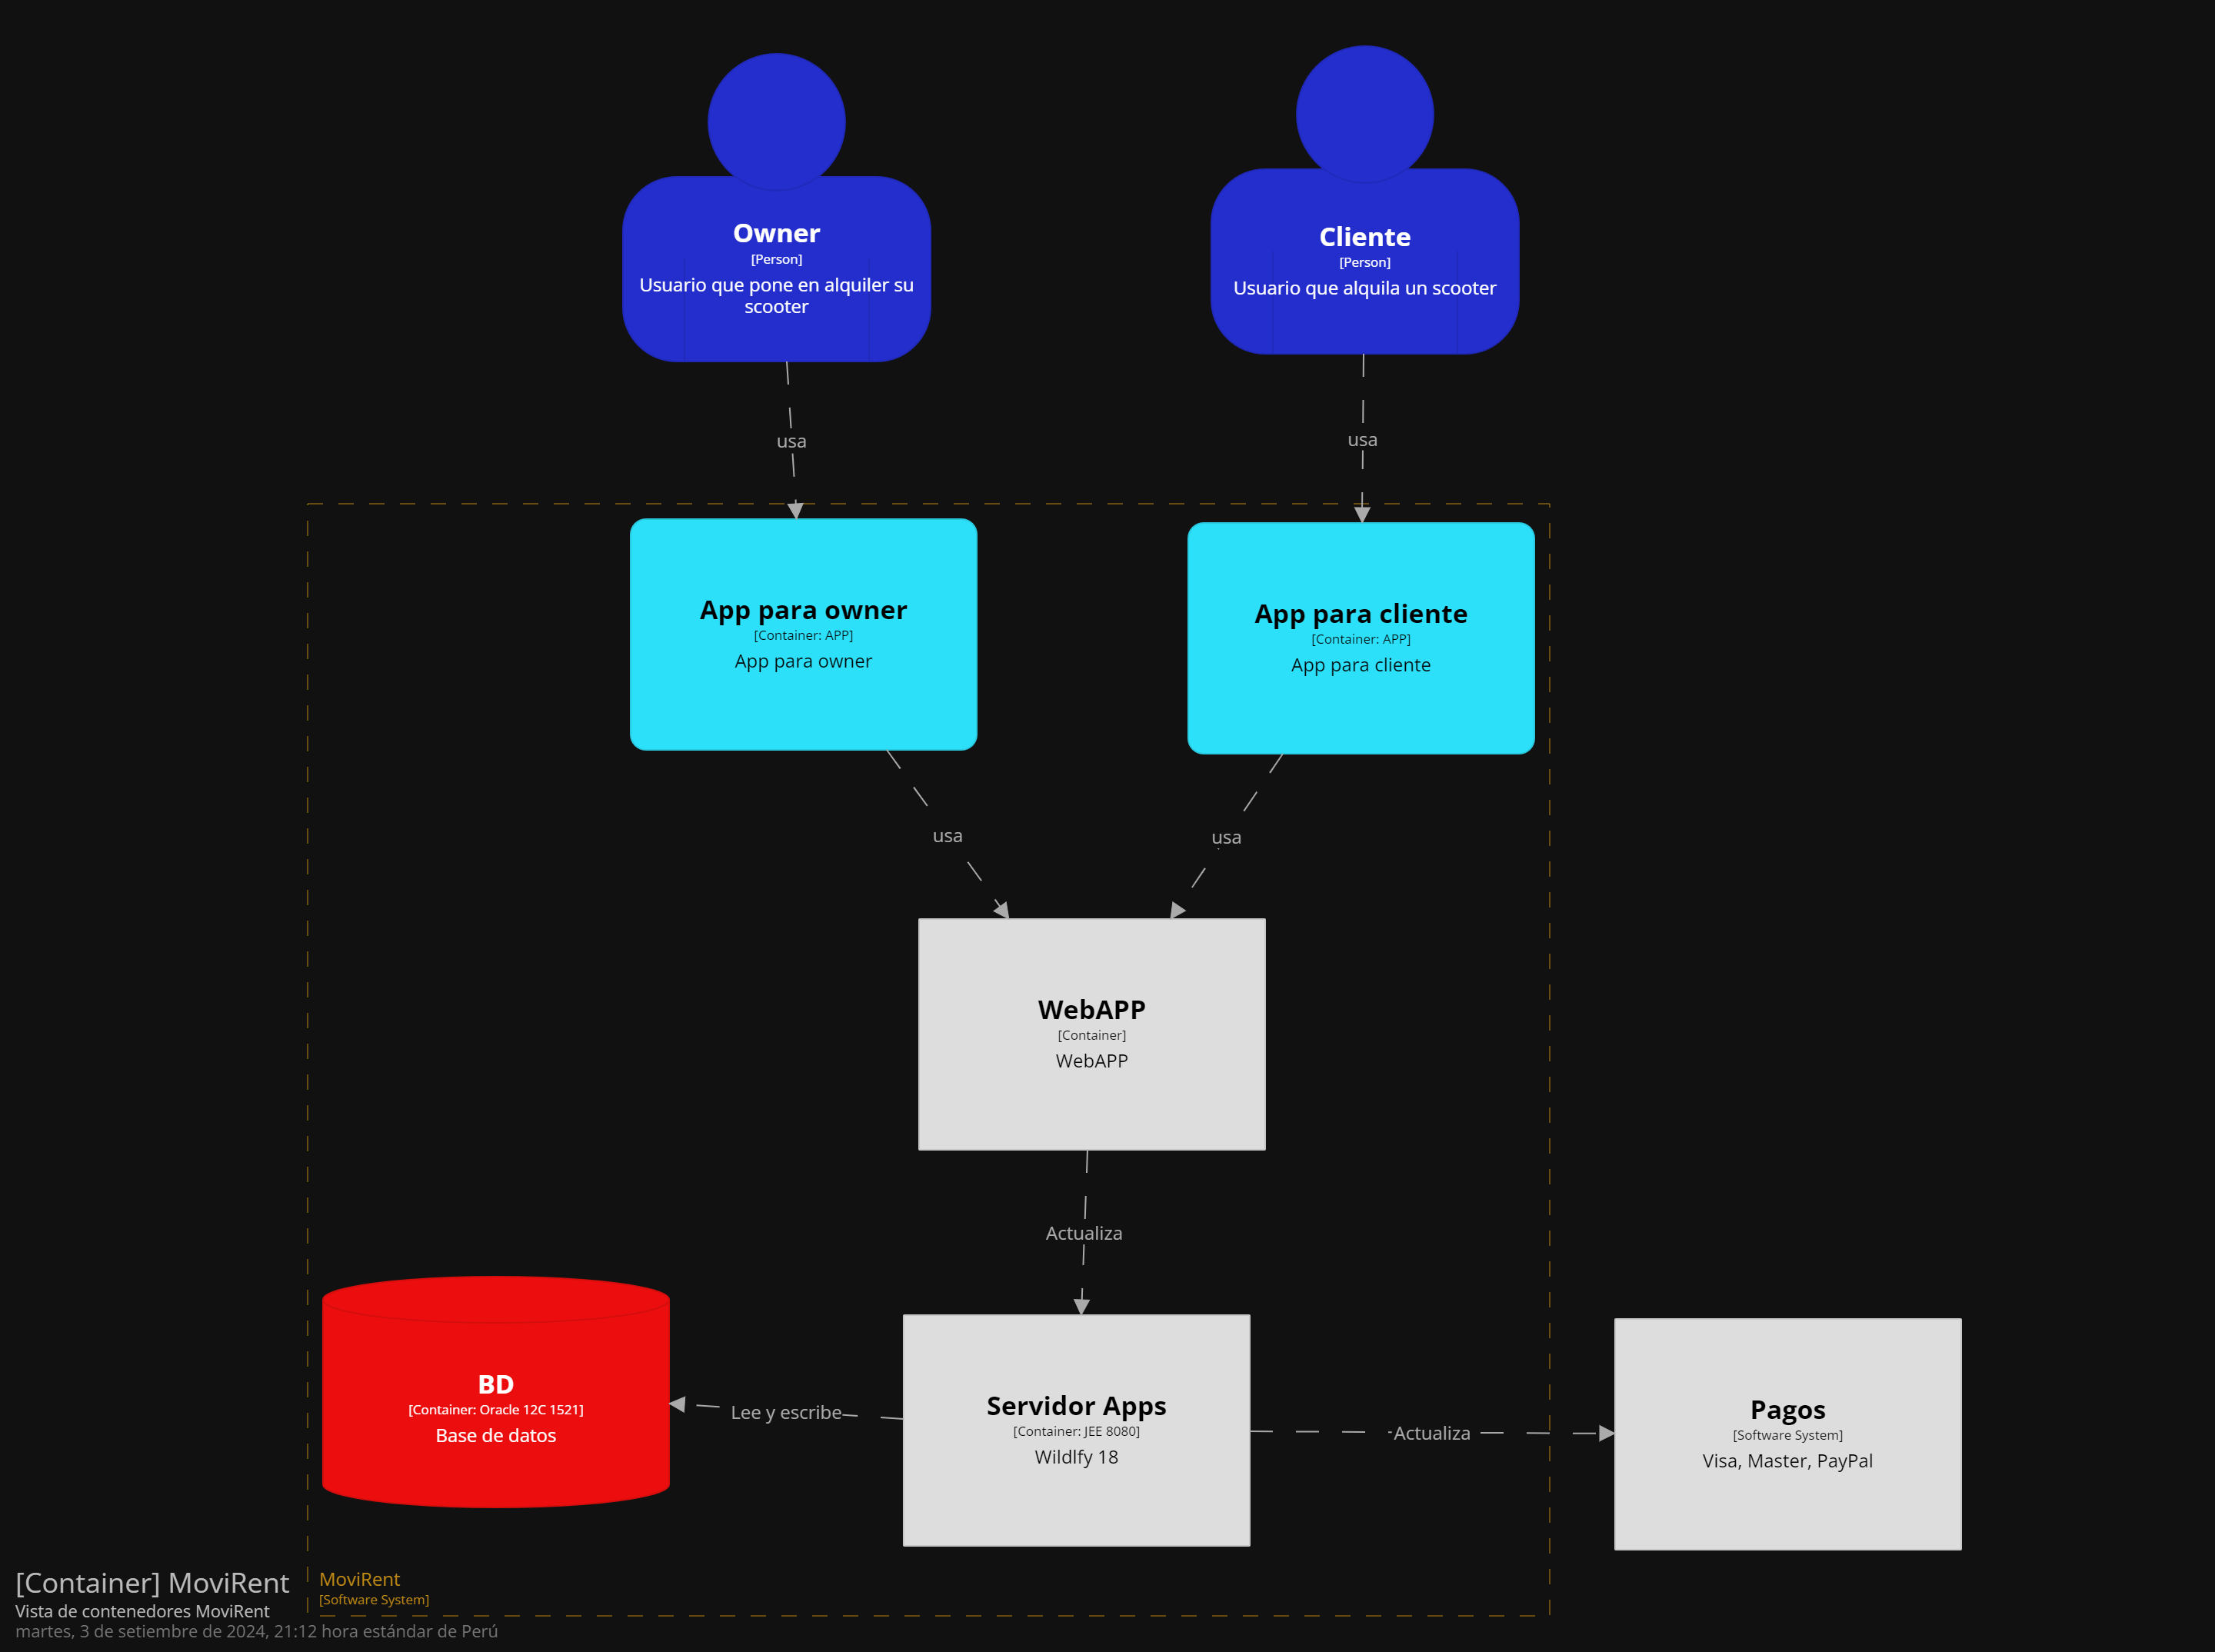 Owner
[Person]
Usuario que pone en alquiler su
scooter
Cliente
[Person]
Usuario que alquila un scooter
usa
usa
App para owner
[Container: APP]
App para owner
App para cliente
[Container: APP]
App para cliente
usa
usa
WebAPP
[Container]
WebAPP
Actualiza
BD
[Container: Oracle 12C 1521]
Base de datos
Lee y escribe
Servidor Apps
[Container: JEE 8080]
Wildlfy 18
Actualiza
Pagos
[Software System]
Visa, Master, PayPal
MoviRent
[Software System]
[Container] MoviRent
Vista de contenedores MoviRent
martes, 3 de setiembre de 2024, 21:12 hora estándar de Perú